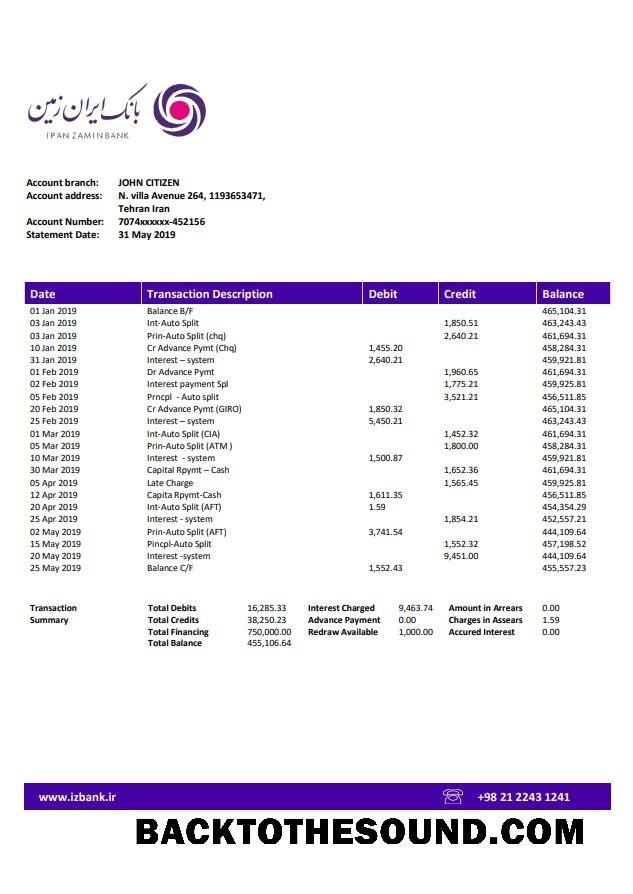 بانک ایران زمین
IPANZAMINBANK
Account branch: JOHN CITIZEN
Account address: N. villa Avenue 264, 1193653471,
Tehran Iran
Account Number: 7074xxxxxx-452156
Statement Date: 31 May 2019
Date Transaction Description Debit Credit Balance
01 Jan 2019 Balance B/F 465,104.31
03 Jan 2019 Int-Auto Split 1,850.51 463,243.43
03 Jan 2019 Prin-Auto Split (chq) 2,640.21 461,694.31
10 Jan 2019 Cr Advance Pymt (Chq) 1,455.20 458,284.31
31 Jan 2019 Interest – system 2,640.21 459,921.81
01 Feb 2019 Dr Advance Pymt 1,960.65 461,694.31
02 Feb 2019 Interest payment Spl 1,775.21 459,925.81
05 Feb 2019 Prncpl - Auto split 3,521.21 456,511.85
20 Feb 2019 Cr Advance Pymt (GIRO) 1,850.32 465,104.31
25 Feb 2019 Interest – system 5,450.21 463,243.43
01 Mar 2019 Int-Auto Split (CIA) 1,452.32 461,694.31
05 Mar 2019 Prin-Auto Split (ATM ) 1,800.00 458,284.31
10 Mar 2019 Interest - system 1,500.87 459,921.81
30 Mar 2019 Capital Rpymt – Cash 1,652.36 461,694.31
05 Apr 2019 Late Charge 1,565.45 459,925.81
12 Apr 2019 Capita Rpymt-Cash 1,611.35 456,511.85
20 Apr 2019 Int-Auto Split (AFT) 1.59 454,354.29
25 Apr 2019 Interest - system 1,854.21 452,557.21
02 May 2019 Prin-Auto Split (AFT) 3,741.54 444,109.64
15 May 2019 Pincpl-Auto Split 1,552.32 457,198.52
20 May 2019 Interest -system 9,451.00 444,109.64
25 May 2019 Balance C/F 1,552.43 455,557.23
Transaction Total Debits 16,285.33 Interest Charged 9,463.74 Amount in Arrears 0.00
Summary Total Credits 38,250.23 Advance Payment 0.00 Charges in Assears 1.59
Total Financing 750,000.00 Redraw Available 1,000.00 Accured Interest 0.00
Total Balance 455,106.64
www.izbank.ir +98 21 2243 1241
BACKTOTHESOUND.COM